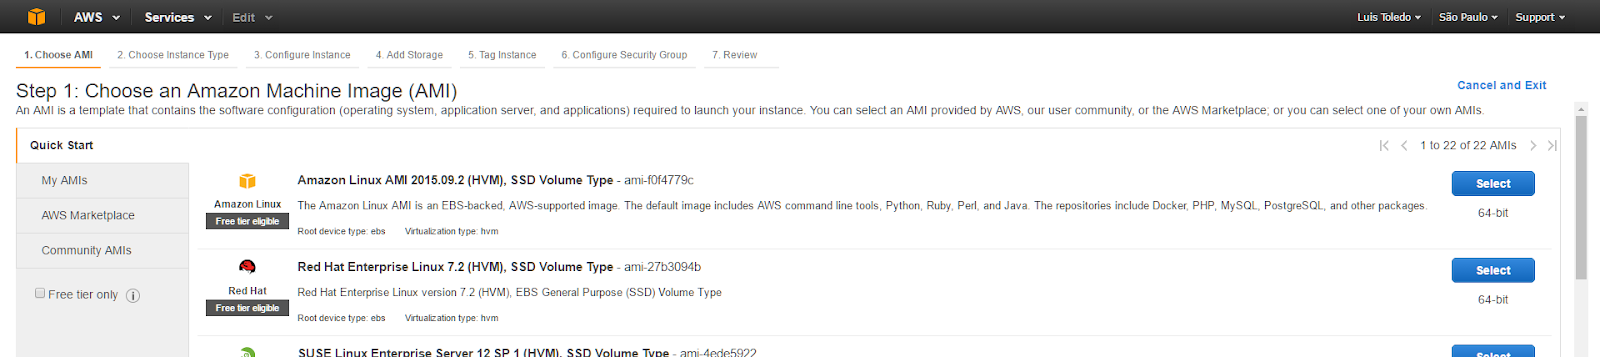 AWS Services Edit Luis Toledo São Paulo Support
1. Choose AMI 2. Choose Instance Type 3. Configure Instance 4. Add Storage 5. Tag Instance 6. Configure Security Group 7. Review
Step 1: Choose an Amazon Machine Image (AMI)
Cancel and Exit
An AMI is a template that contains the software configuration (operating system, application server, and applications) required to launch your instance. You can select an AMI provided by AWS, our user community, or the AWS Marketplace; or you can select one of your own AMIs.
Quick Start
My AMIs
AWS Marketplace
Community AMIs
Free tier only
1 to 22 of 22 AMIs
Amazon Linux
Free tier eligible
Amazon Linux AMI 2015.09.2 (HVM), SSD Volume Type - ami-f0f4779c
The Amazon Linux AMI is an EBS-backed, AWS-supported image. The default image includes AWS command line tools, Python, Ruby, Perl, and Java. The repositories include Docker, PHP, MySQL, PostgreSQL, and other packages.
Root device type: ebs Virtualization type: hvm
Select
64-bit
Red Hat
Free tier eligible
Red Hat Enterprise Linux 7.2 (HVM), SSD Volume Type - ami-27b3094b
Red Hat Enterprise Linux version 7.2 (HVM), EBS General Purpose (SSD) Volume Type
Root device type: ebs Virtualization type: hvm
Select
64-bit
SUSE Linux Enterprise Server 12 SP 1 (HVM), SSD Volume Type - ami-4ede5922
Select